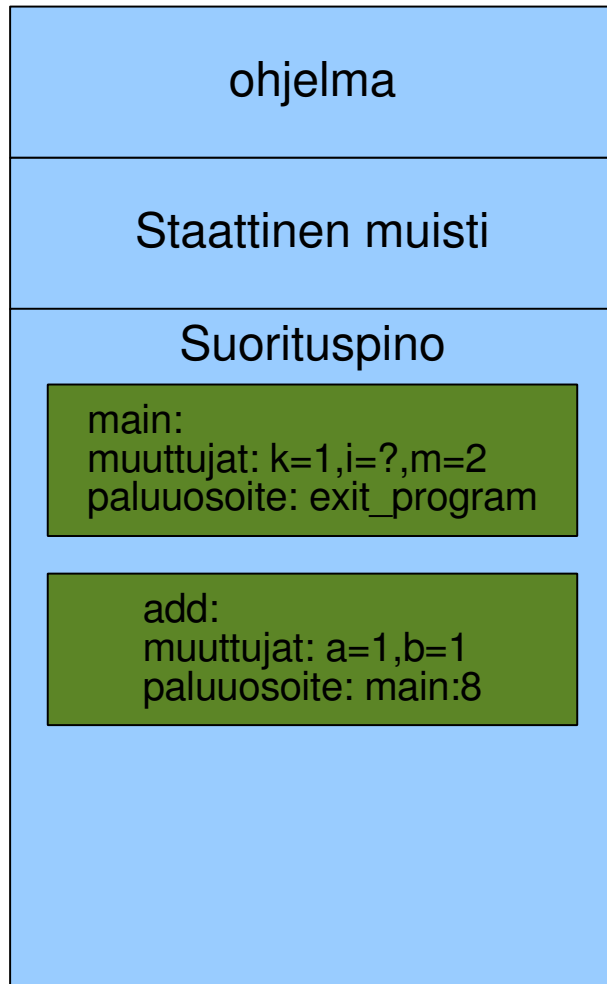 ohjelma
Staattinen muisti
Suorituspino
main:
muuttujat: k=1,i=?,m=2
paluuosoite: exit_program
add:
muuttujat: a=1,b=1
paluuosoite: main:8